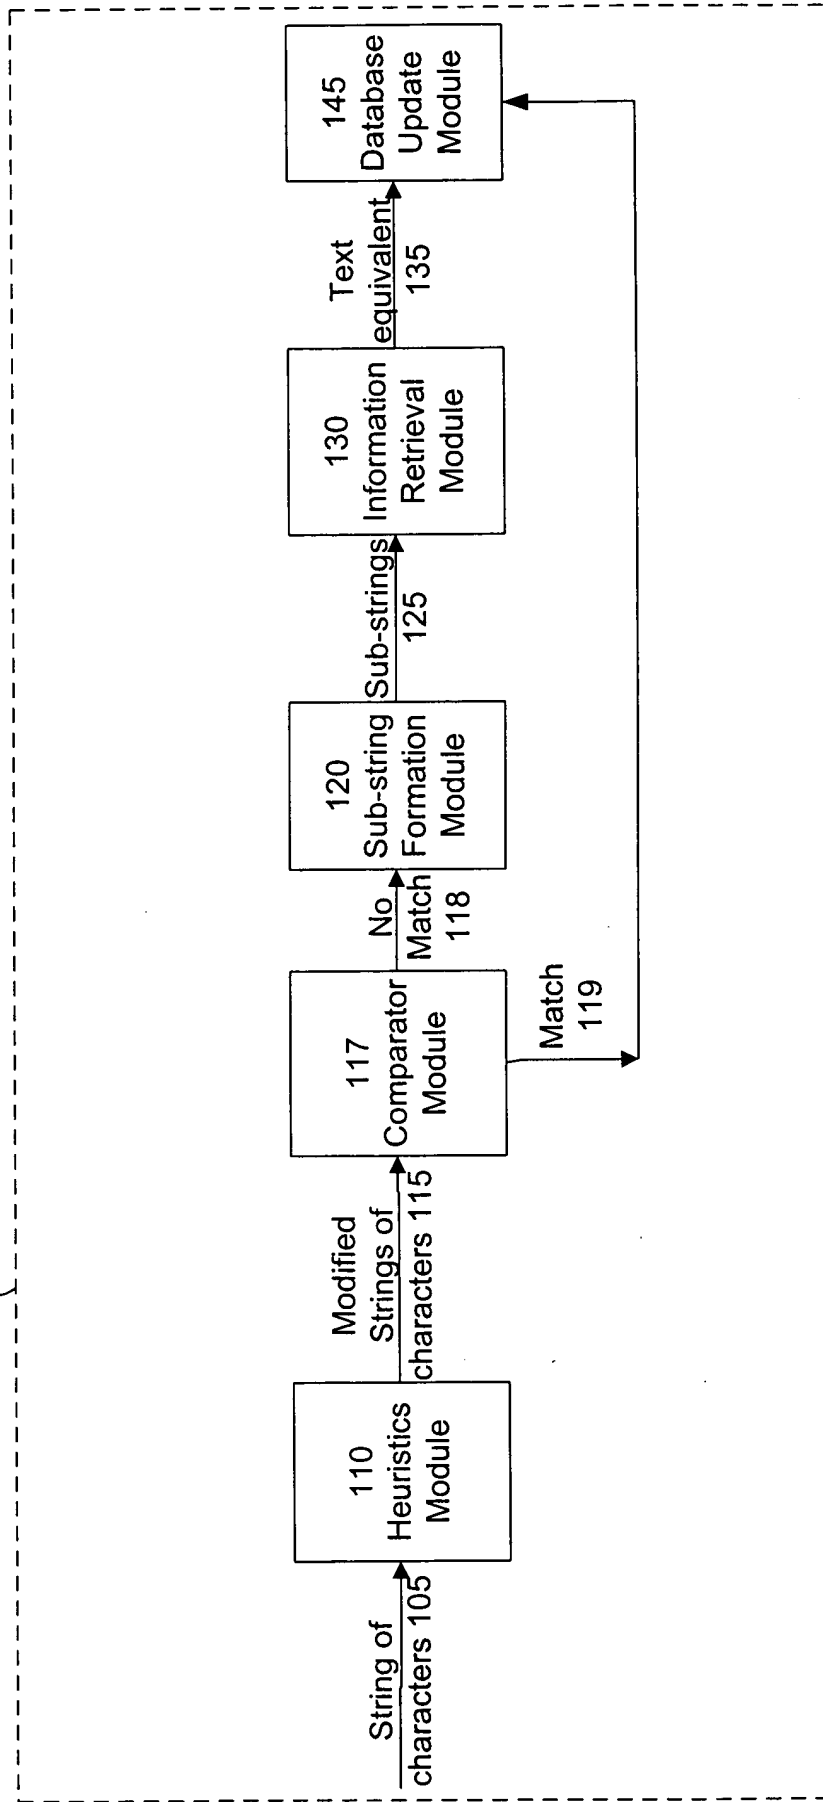 String of
characters 105
110
Heuristics
Module
Modified
Strings of
characters 115
117
Comparator
Module
No
Match
118
Match
119
120
Sub-string
Formation
Module
Sub-strings
125
130
Information
Retrieval
Module
Text
equivalent
135
145
Database
Update
Module